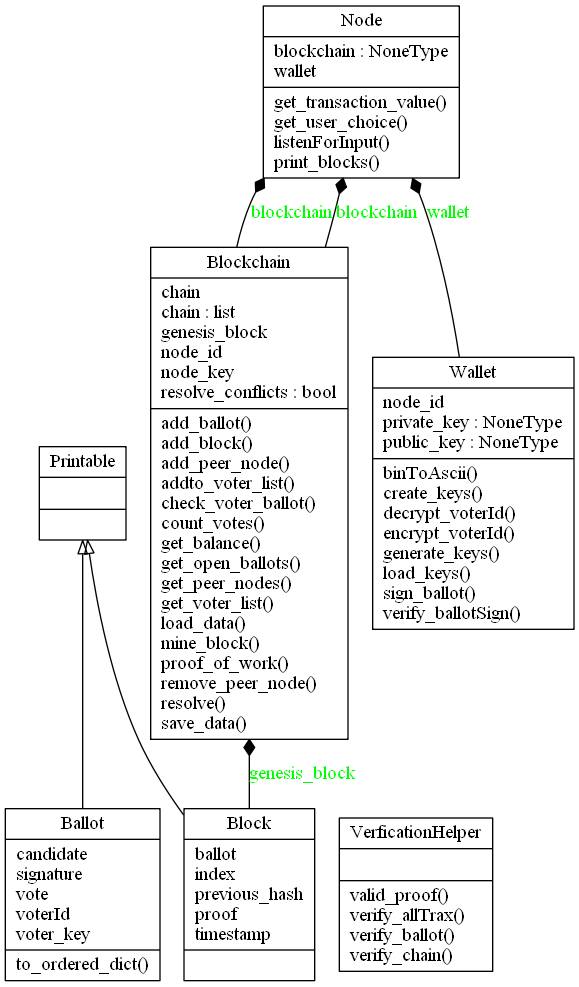 Node
blockchain : NoneType
wallet
get_transaction_value()
get_user_choice()
listenForInput()
print_blocks()
blockchain
blockchain
wallet
Blockchain
chain
chain : list
genesis_block
node_id
node_key
resolve_conflicts : bool
add_ballot()
add_block()
add_peer_node()
addto_voter_list()
check_voter_ballot()
count_votes()
get_balance()
get_open_ballots()
get_peer_nodes()
get_voter_list()
load_data()
mine_block()
proof_of_work()
remove_peer_node()
resolve()
save_data()
Wallet
node_id
private_key : NoneType
public_key : NoneType
binToAscii()
create_keys()
decrypt_voterId()
encrypt_voterId()
generate_keys()
load_keys()
sign_ballot()
verify_ballotSign()
Printable
genesis_block
Ballot
candidate
signature
vote
voterId
voter_key
to_ordered_dict()
Block
ballot
index
previous_hash
proof
timestamp
VerficationHelper
valid_proof()
verify_allTrax()
verify_ballot()
verify_chain()